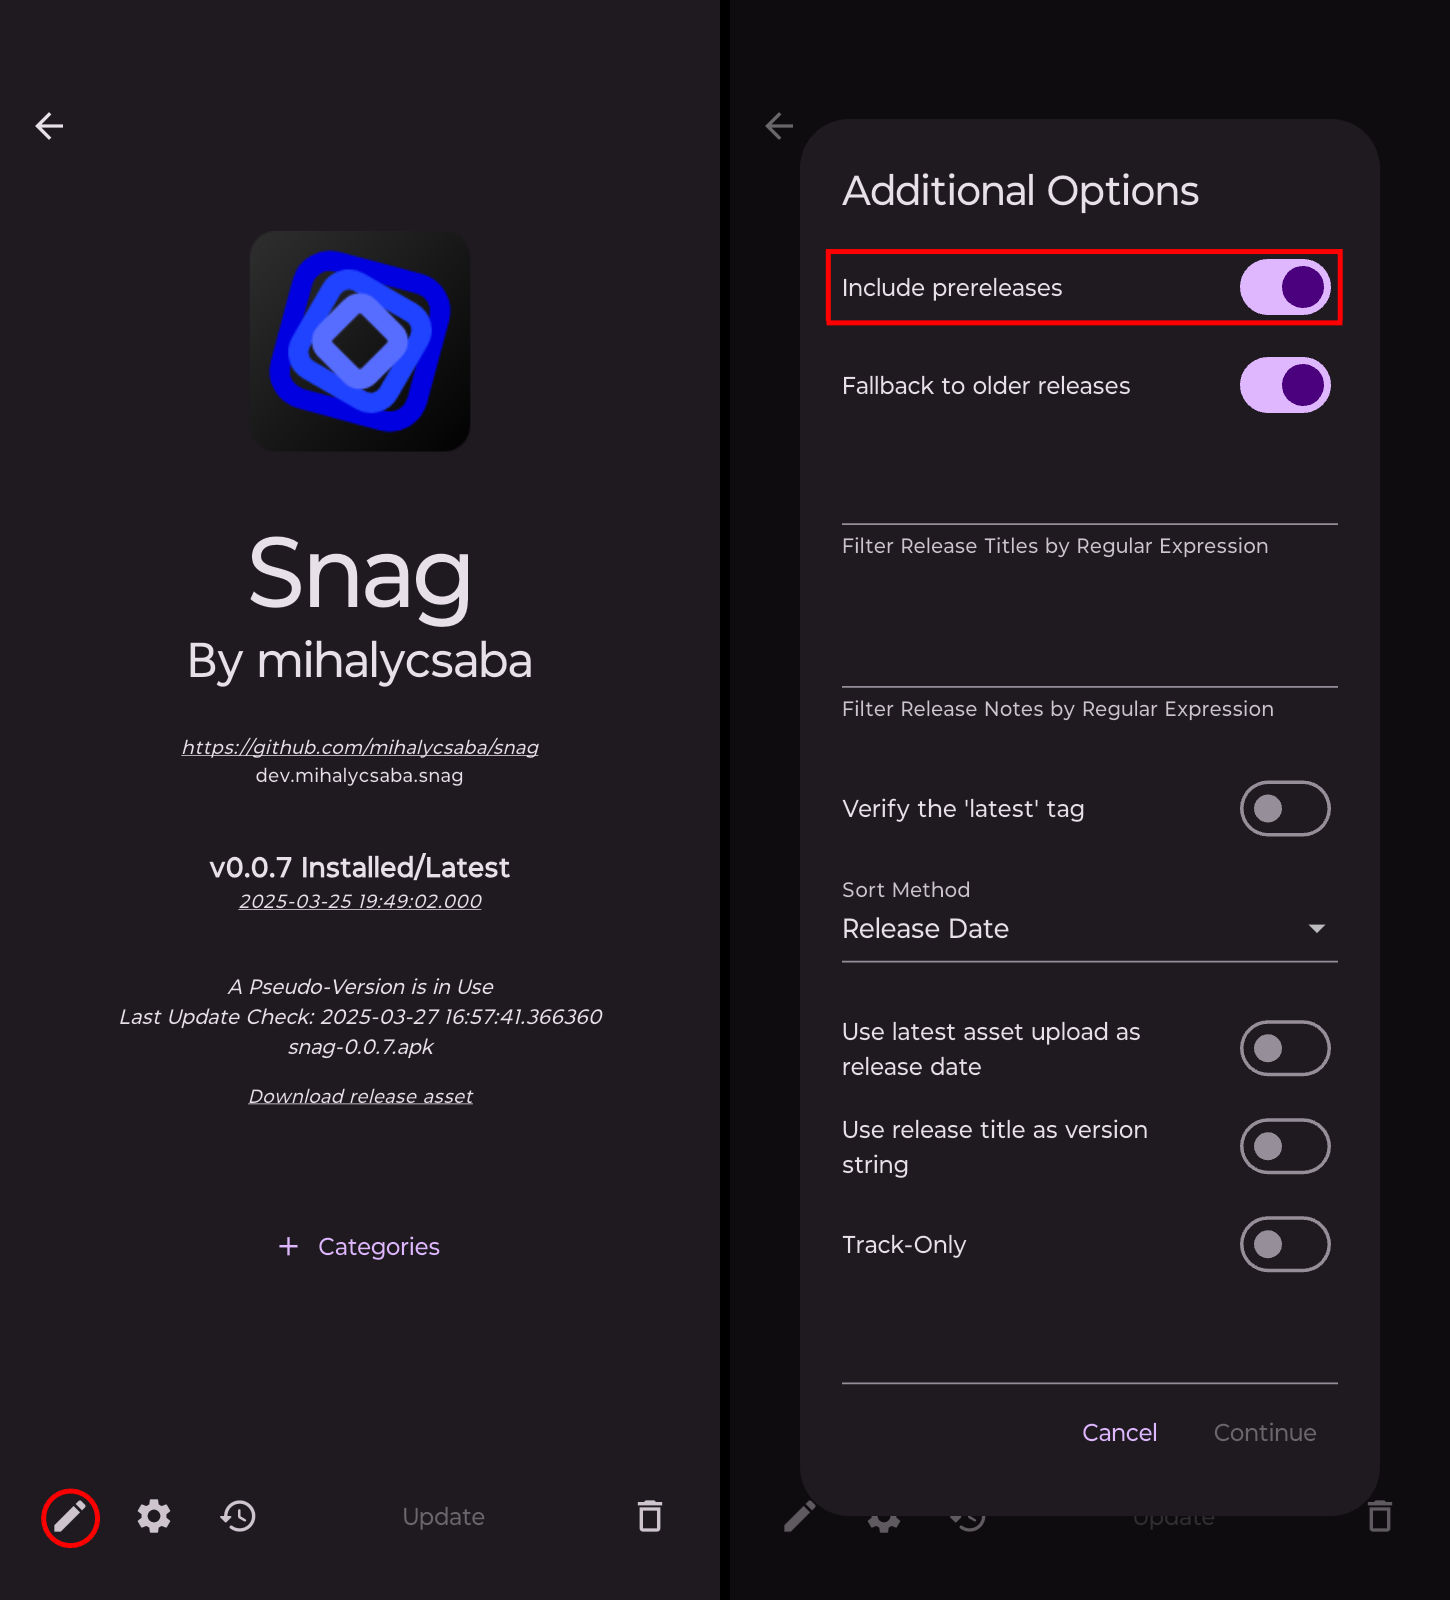 Snag
By mihalycsaba
https://github.com/mihalycsaba/snag
dev.mihalycsaba.snag
v0.0.7 Installed/Latest
2025-03-25 19:49:02.000
A Pseudo-Version is in Use
Last Update Check: 2025-03-27 16:57:41.366360
snag-0.0.7.apk
Download release asset
+ Categories
Update
Additional Options
Include prereleases
Fallback to older releases
Filter Release Titles by Regular Expression
Filter Release Notes by Regular Expression
Verify the 'latest' tag
Sort Method
Release Date
Use latest asset upload as
release date
Use release title as version
string
Track-Only
Cancel Continue
Update